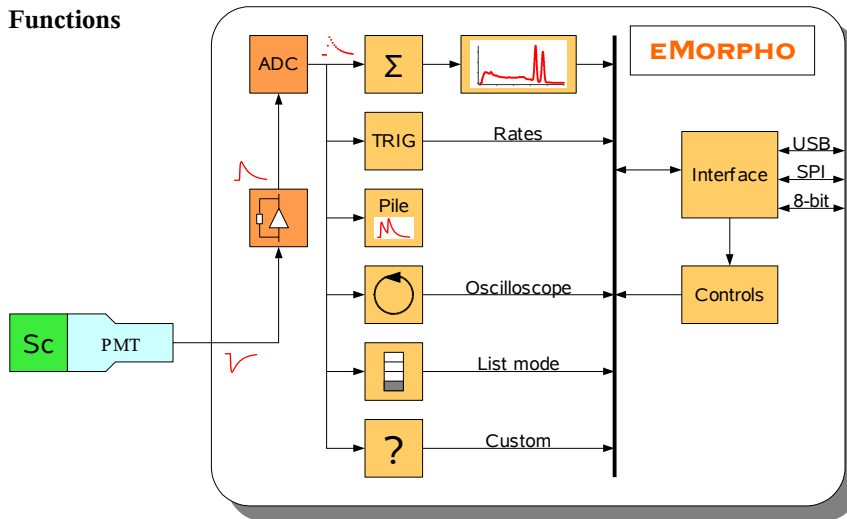 Functions
ADC
Σ
eMorpho
TRIG
Rates
USB
Interface
SPI
8-bit
Pile
Oscilloscope
Controls
Sc
PMT
List mode
?
Custom